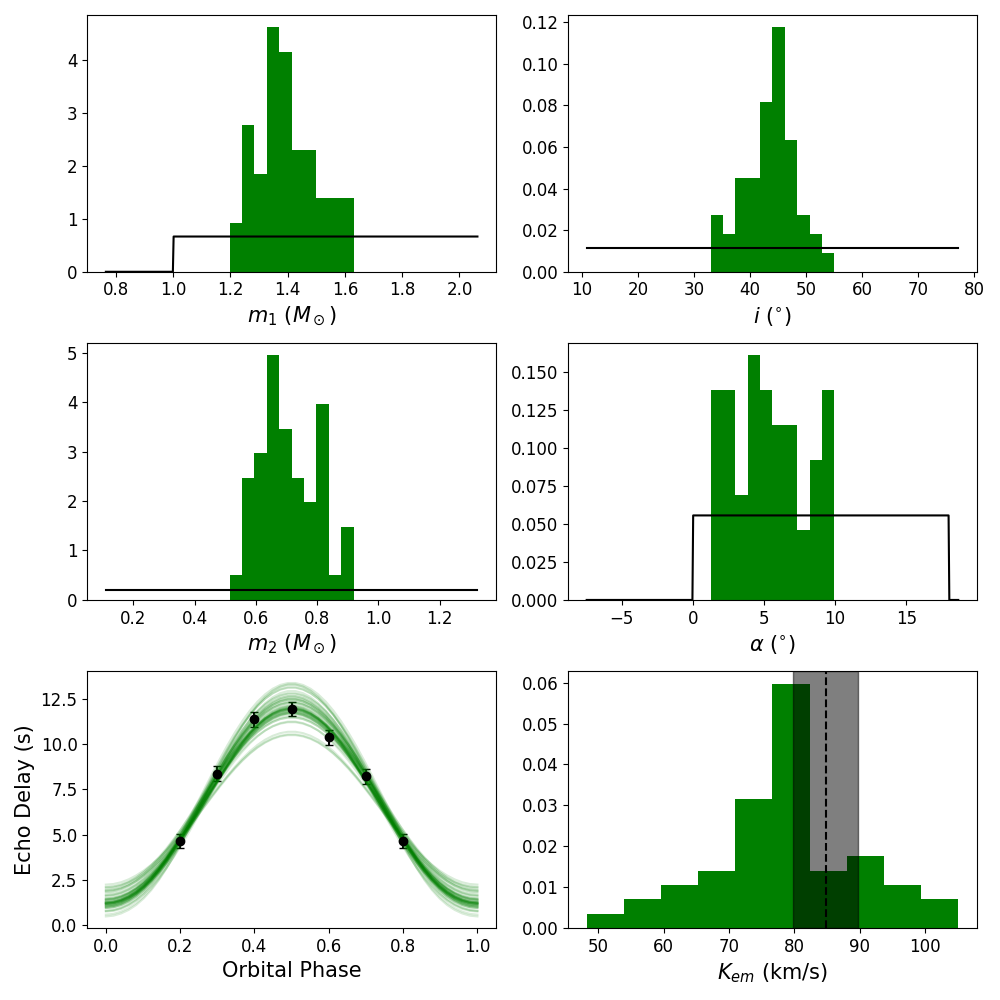 4
3
2
1
0
0.8 1.0 1.2 1.4 1.6 1.8 2.0
m₁ (M⊙)
0.12
0.10
0.08
0.06
0.04
0.02
0.00
10 20 30 40 50 60 70 80
i (°)
5
4
3
2
1
0
0.2 0.4 0.6 0.8 1.0 1.2
m₂ (M⊙)
0.150
0.125
0.100
0.075
0.050
0.025
0.000
−5 0 5 10 15
α (°)
Echo Delay (s)
12.5
10.0
7.5
5.0
2.5
0.0
0.0 0.2 0.4 0.6 0.8 1.0
Orbital Phase
0.06
0.05
0.04
0.03
0.02
0.01
0.00
50 60 70 80 90 100
Kₑₘ (km/s)